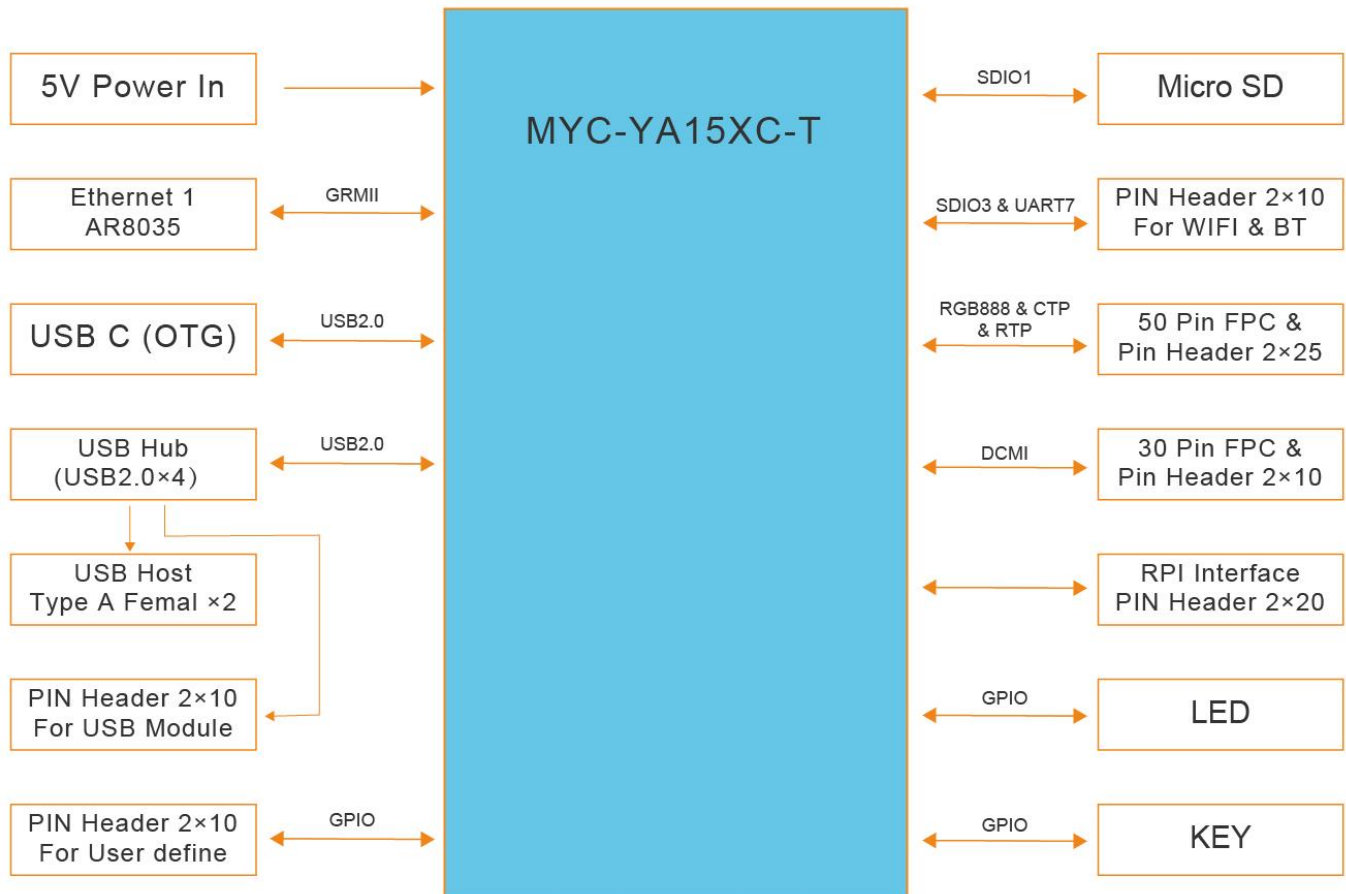 5V Power In
Ethernet 1
AR8035
GRMII
USB C (OTG)
USB2.0
USB Hub
(USB2.0×4）
USB2.0
USB Host
Type A Femal ×2
PIN Header 2×10
For USB Module
PIN Header 2×10
For User define
GPIO
MYC-YA15XC-T
SDIO1
Micro SD
SDIO3 & UART7
PIN Header 2×10
For WIFI & BT
RGB888 & CTP
& RTP
50 Pin FPC &
Pin Header 2×25
DCMI
30 Pin FPC &
Pin Header 2×10
RPI Interface
PIN Header 2×20
GPIO
LED
GPIO
KEY